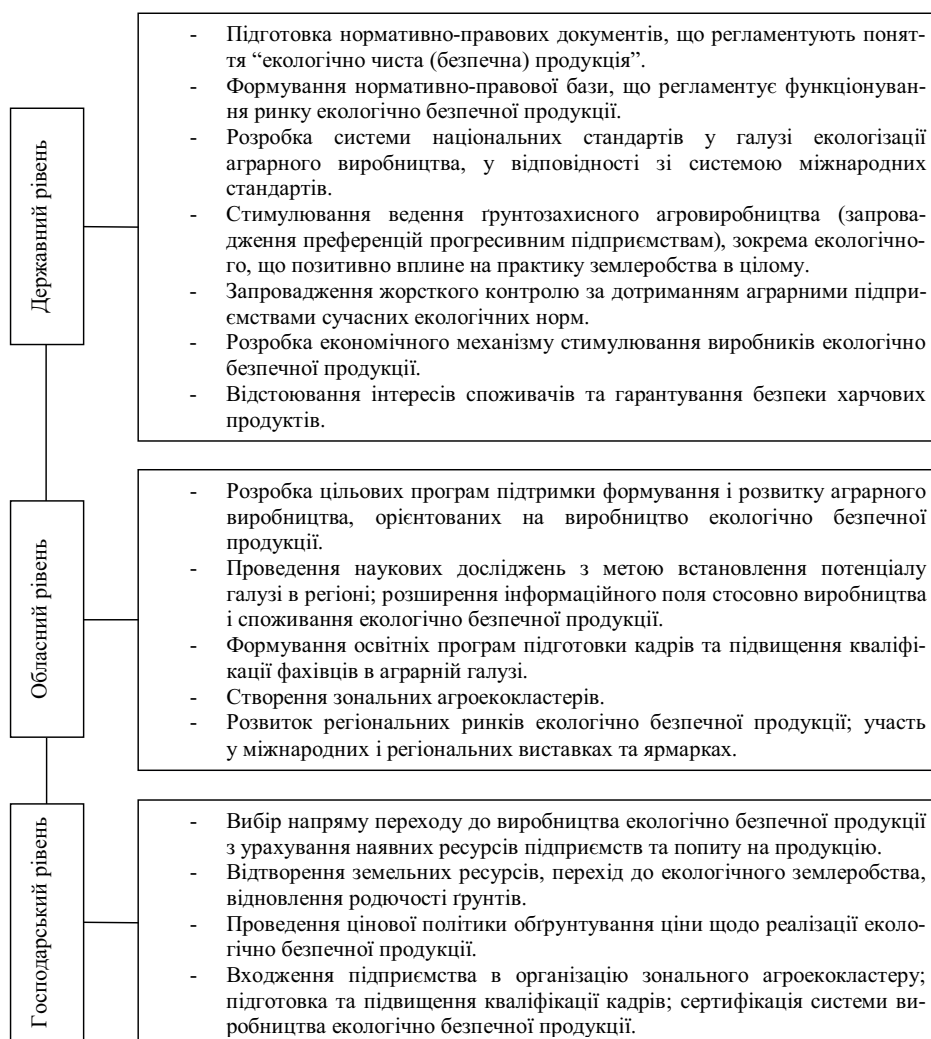 Державний рівень
- Підготовка нормативно-правових документів, що регламентують понят-
тя “екологічно чиста (безпечна) продукція”.
- Формування нормативно-правової бази, що регламентує функціонуван-
ня ринку екологічно безпечної продукції.
- Розробка системи національних стандартів у галузі екологізації
аграрного виробництва, у відповідності зі системою міжнародних
стандартів.
- Стимулювання ведення ґрунтозахисного агровиробництва (запрова-
дження преференцій прогресивним підприємствам), зокрема екологічно-
го, що позитивно вплине на практику землеробства в цілому.
- Запровадження жорсткого контролю за дотриманням аграрними підпри-
ємствами сучасних екологічних норм.
- Розробка економічного механізму стимулювання виробників екологічно
безпечної продукції.
- Відстоювання інтересів споживачів та гарантування безпеки харчових
продуктів.
Обласний рівень
- Розробка цільових програм підтримки формування і розвитку аграрного
виробництва, орієнтованих на виробництво екологічно безпечної
продукції.
- Проведення наукових досліджень з метою встановлення потенціалу
галузі в регіоні; розширення інформаційного поля стосовно виробництва
і споживання екологічно безпечної продукції.
- Формування освітніх програм підготовки кадрів та підвищення кваліфі-
кації фахівців в аграрній галузі.
- Створення зональних агроекокластерів.
- Розвиток регіональних ринків екологічно безпечної продукції; участь
у міжнародних і регіональних виставках та ярмарках.
Господарський рівень
- Вибір напряму переходу до виробництва екологічно безпечної продукції
з урахування наявних ресурсів підприємств та попиту на продукцію.
- Відтворення земельних ресурсів, перехід до екологічного землеробства,
відновлення родючості ґрунтів.
- Проведення цінової політики обґрунтування ціни щодо реалізації еколо-
гічно безпечної продукції.
- Входження підприємства в організацію зонального агроекокластеру;
підготовка та підвищення кваліфікації кадрів; сертифікація системи ви-
робництва екологічно безпечної продукції.